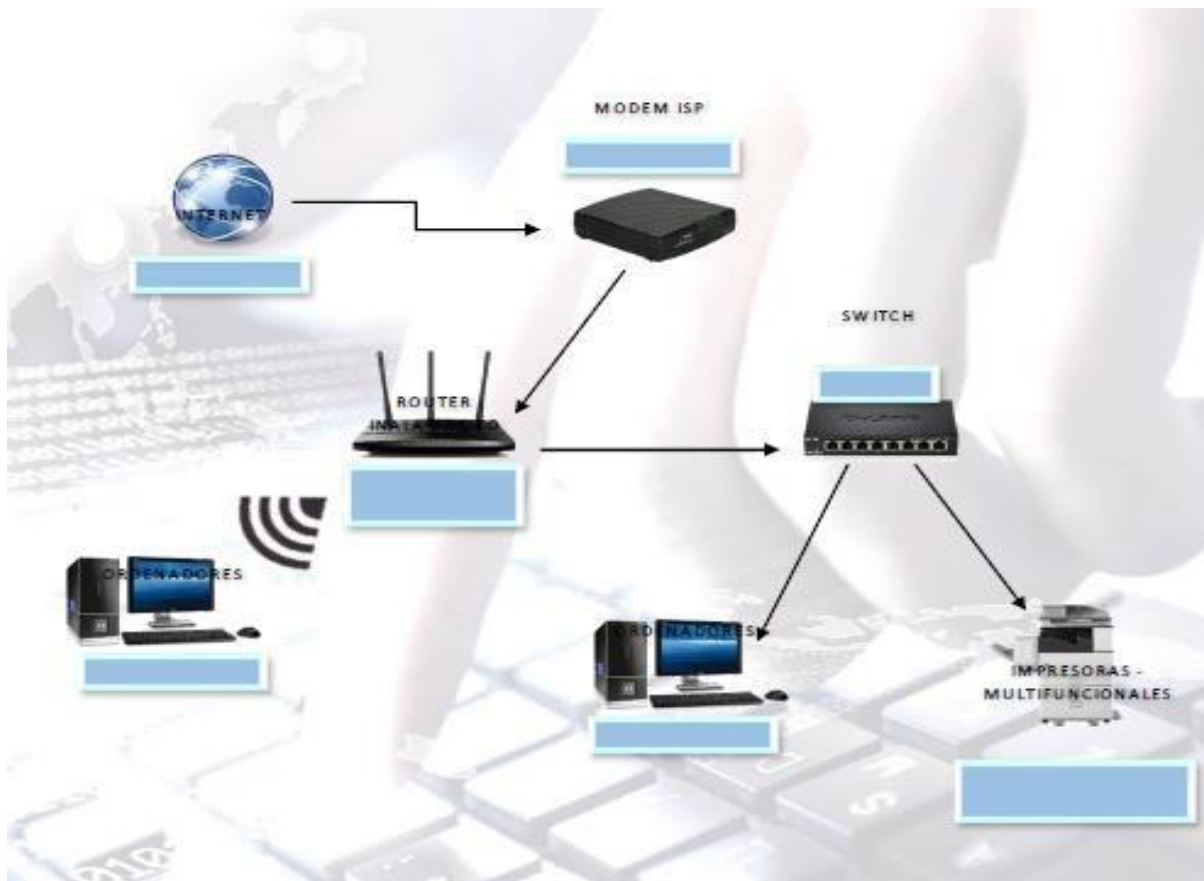 MODEM ISP
INTERNET
SWITCH
ROUTER
ORDENADORES
ORDENADORES
IMPRESORAS -
MULTIFUNCIONALES